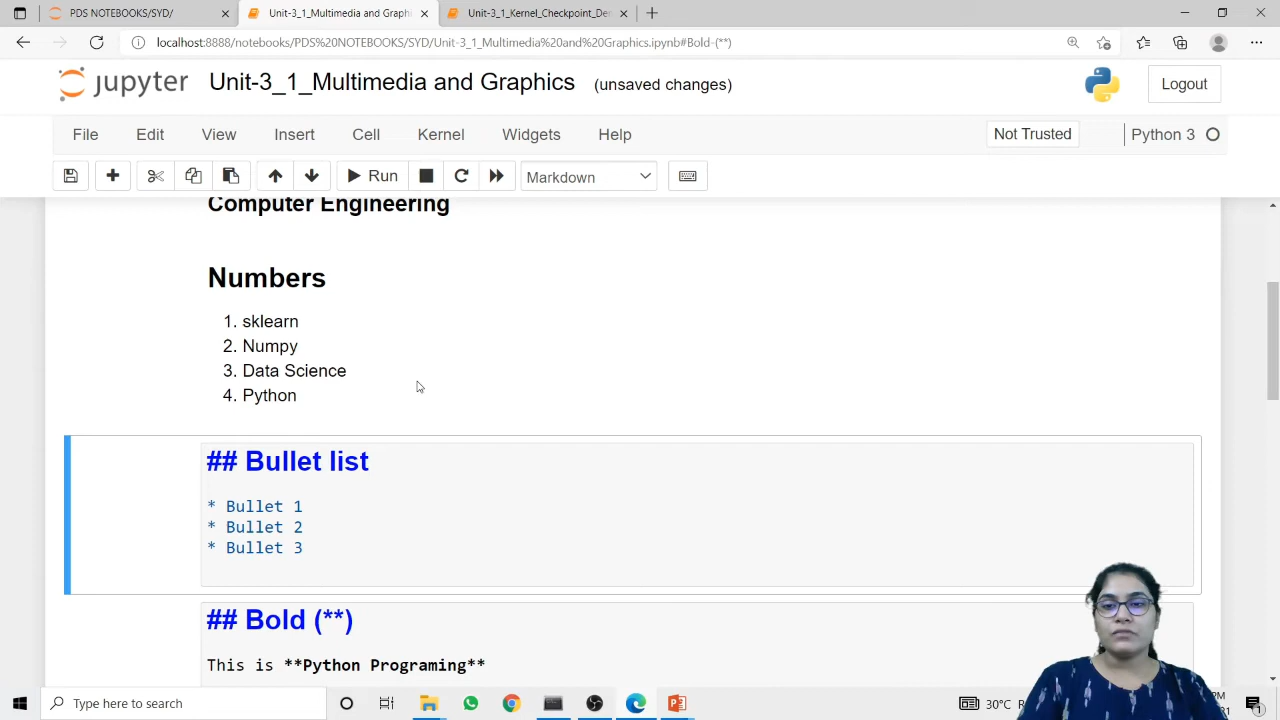 PDS NOTEBOOKS/SYD/
Unit-3_1_Multimedia and Graphi
Unit-3_1_Kernel_Checkpoint_Der
localhost:8888/notebooks/PDS%20NOTEBOOKS/SYD/Unit-3_1_Multimedia%20and%20Graphics.ipynb#Bold-(**)
jupyter Unit-3_1_Multimedia and Graphics (unsaved changes)
Logout
File Edit View Insert Cell Kernel Widgets Help
Not Trusted
Python 3
Run
Markdown
Computer Engineering
Numbers
1. sklearn
2. Numpy
3. Data Science
4. Python
## Bullet list
* Bullet 1
* Bullet 2
* Bullet 3
## Bold (**)
This is **Python Programing**
Type here to search
30°C
1